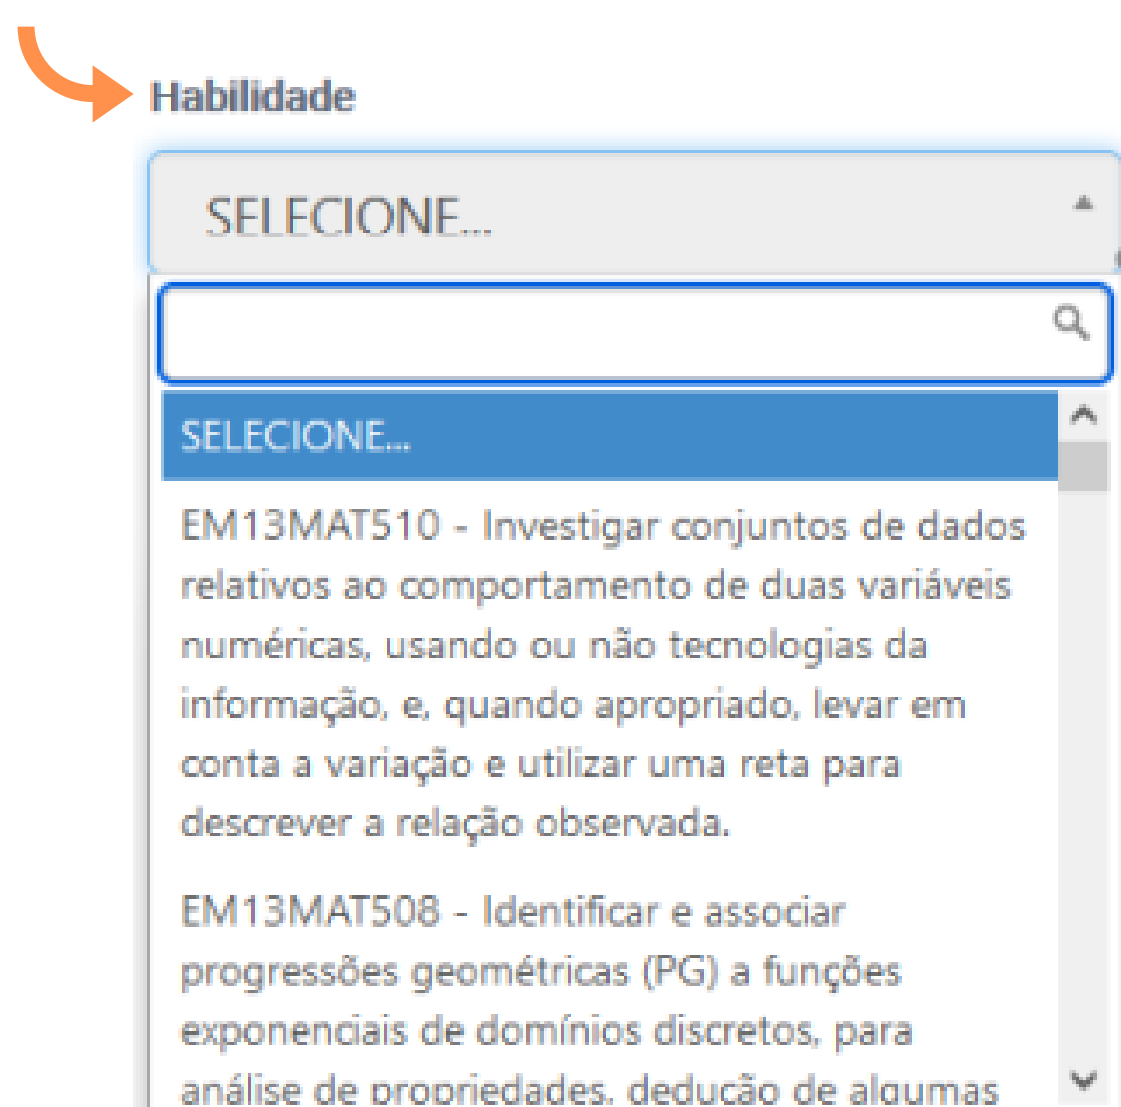 Habilidade
SELECIONE...
SELECIONE...
EM13MAT510 - Investigar conjuntos de dados
relativos ao comportamento de duas variáveis
numéricas, usando ou não tecnologias da
informação, e, quando apropriado, levar em
conta a variação e utilizar uma reta para
descrever a relação observada.
EM13MAT508 - Identificar e associar
progressões geométricas (PG) a funções
exponenciais de domínios discretos, para
análise de propriedades, dedução de algumas